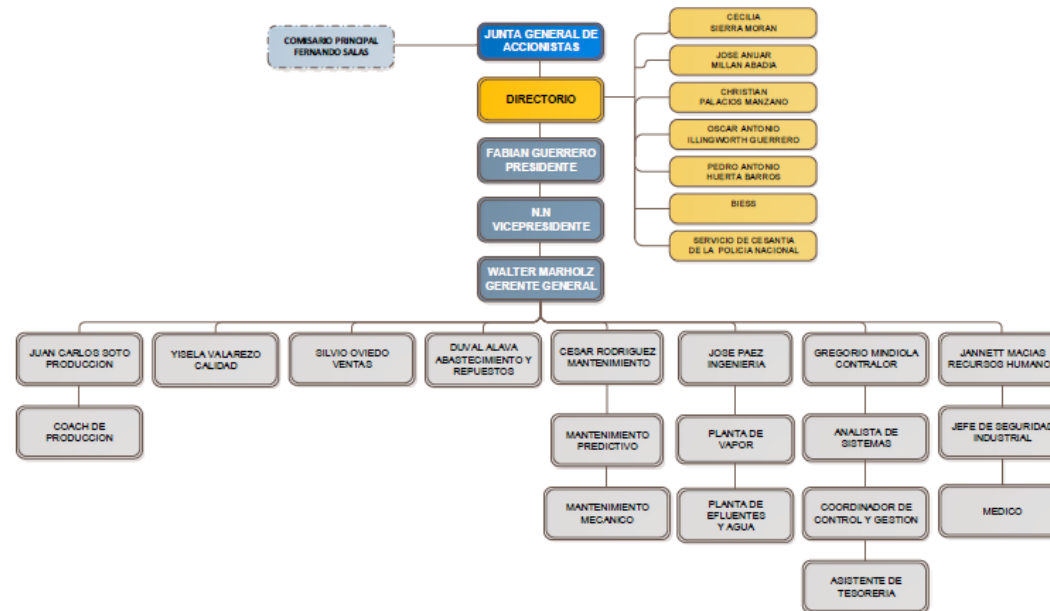 COMISARIO PRINCIPAL
FERNANDO SALAS
JUNTA GENERAL DE
ACCIONISTAS
DIRECTORIO
CECILIA
SIERRA MORAN
JOSE ANUAR
MILLAN ABADIA
CHRISTIAN
PALACIOS MANZANO
OSCAR ANTONIO
ILLINGWORTH GUERRERO
PEDRO ANTONIO
HUERTA BARROS
BIESS
SERVICIO DE CESANTIA
DE LA POLICIA NACIONAL
FABIAN GUERRERO
PRESIDENTE
N.N
VICEPRESIDENTE
WALTER MARHOLZ
GERENTE GENERAL
JUAN CARLOS SOTO
PRODUCCION
YISELA VALAREZO
CALIDAD
SILVIO OVIEDO
VENTAS
DUVAL ALAVA
ABASTECIMIENTO Y
REPUESTOS
CESAR RODRIGUEZ
MANTENIMIENTO
JOSE PAEZ
INGENIERIA
GREGORIO MINDIOLA
CONTRALOR
JANNETT MACIAS
RECURSOS HUMANO
COACH DE
PRODUCCION
MANTENIMIENTO
PREDICTIVO
PLANTA DE
VAPOR
ANALISTA DE
SISTEMAS
JEFE DE SEGURIDAD
INDUSTRIAL
MANTENIMIENTO
MECANICO
PLANTA DE
EFLUENTES
Y AGUA
COORDINADOR DE
CONTROL Y GESTION
MEDICO
ASISTENTE DE
TESORERIA